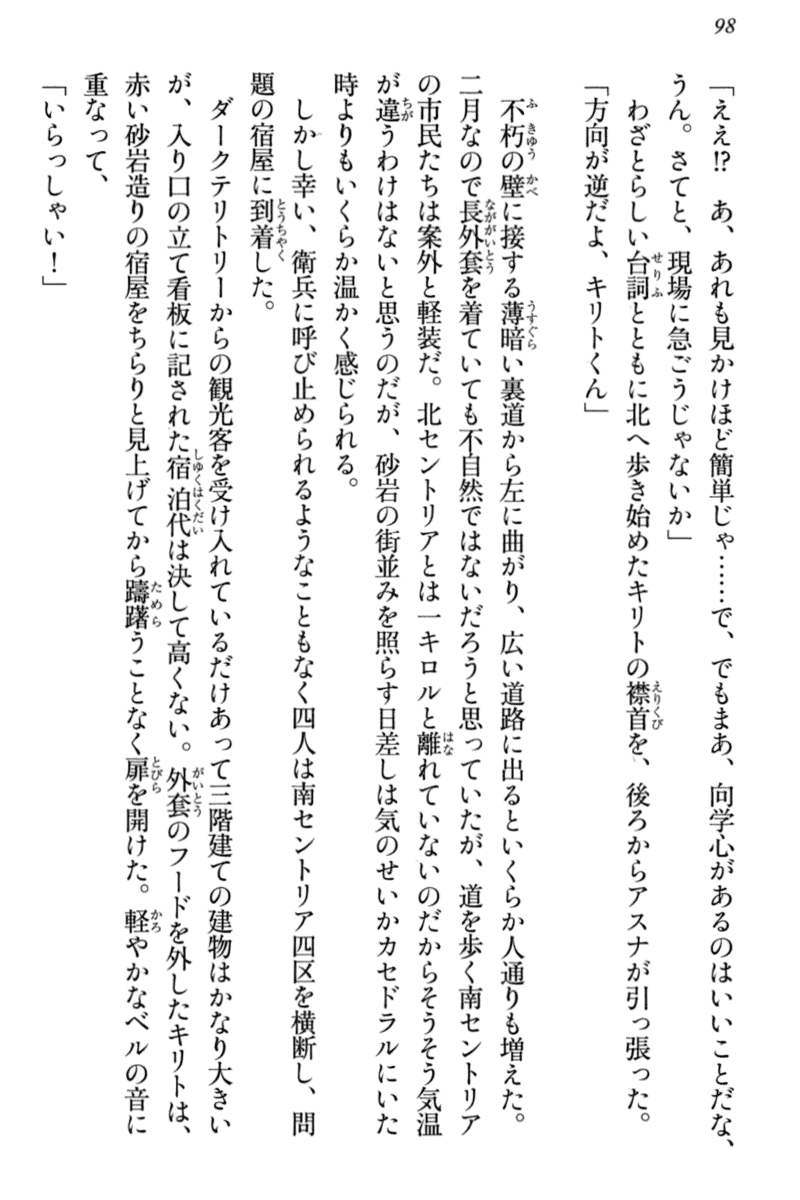 98
「ええ!?　あ、あれも見かけほど簡単じゃ……で、でもまあ、向学心があるのはいいことだな、
うん。さてと、現場に急ごうじゃないか」
わざとらしい台詞とともに北へ歩き始めたキリトの襟首を、後ろからアスナが引っ張った。
「方向が逆だよ、キリトくん」
不朽の壁に接する薄暗い裏道から左に曲がり、広い道路に出るといくらか人通りも増えた。
二月なので長外套を着ていても不自然ではないだろうと思っていたが、道を歩く南セントリア
の市民たちは案外と軽装だ。北セントリアとは一キロルと離れていないのだからそうそう気温
が違うわけはないと思うのだが、砂岩の街並みを照らす日差しは気のせいかカセドラルにいた
時よりもいくらか温かく感じられる。
しかし幸い、衛兵に呼び止められるようなこともなく四人は南セントリア四区を横断し、問
題の宿屋に到着した。
ダークテリトリーからの観光客を受け入れているだけあって三階建ての建物はかなり大きい
が、入り口の立て看板に記された宿泊代は決して高くない。外套のフードを外したキリトは、
赤い砂岩造りの宿屋をちらりと見上げてから躊躇うことなく扉を開けた。軽やかなベルの音に
重なって、
「いらっしゃい！」